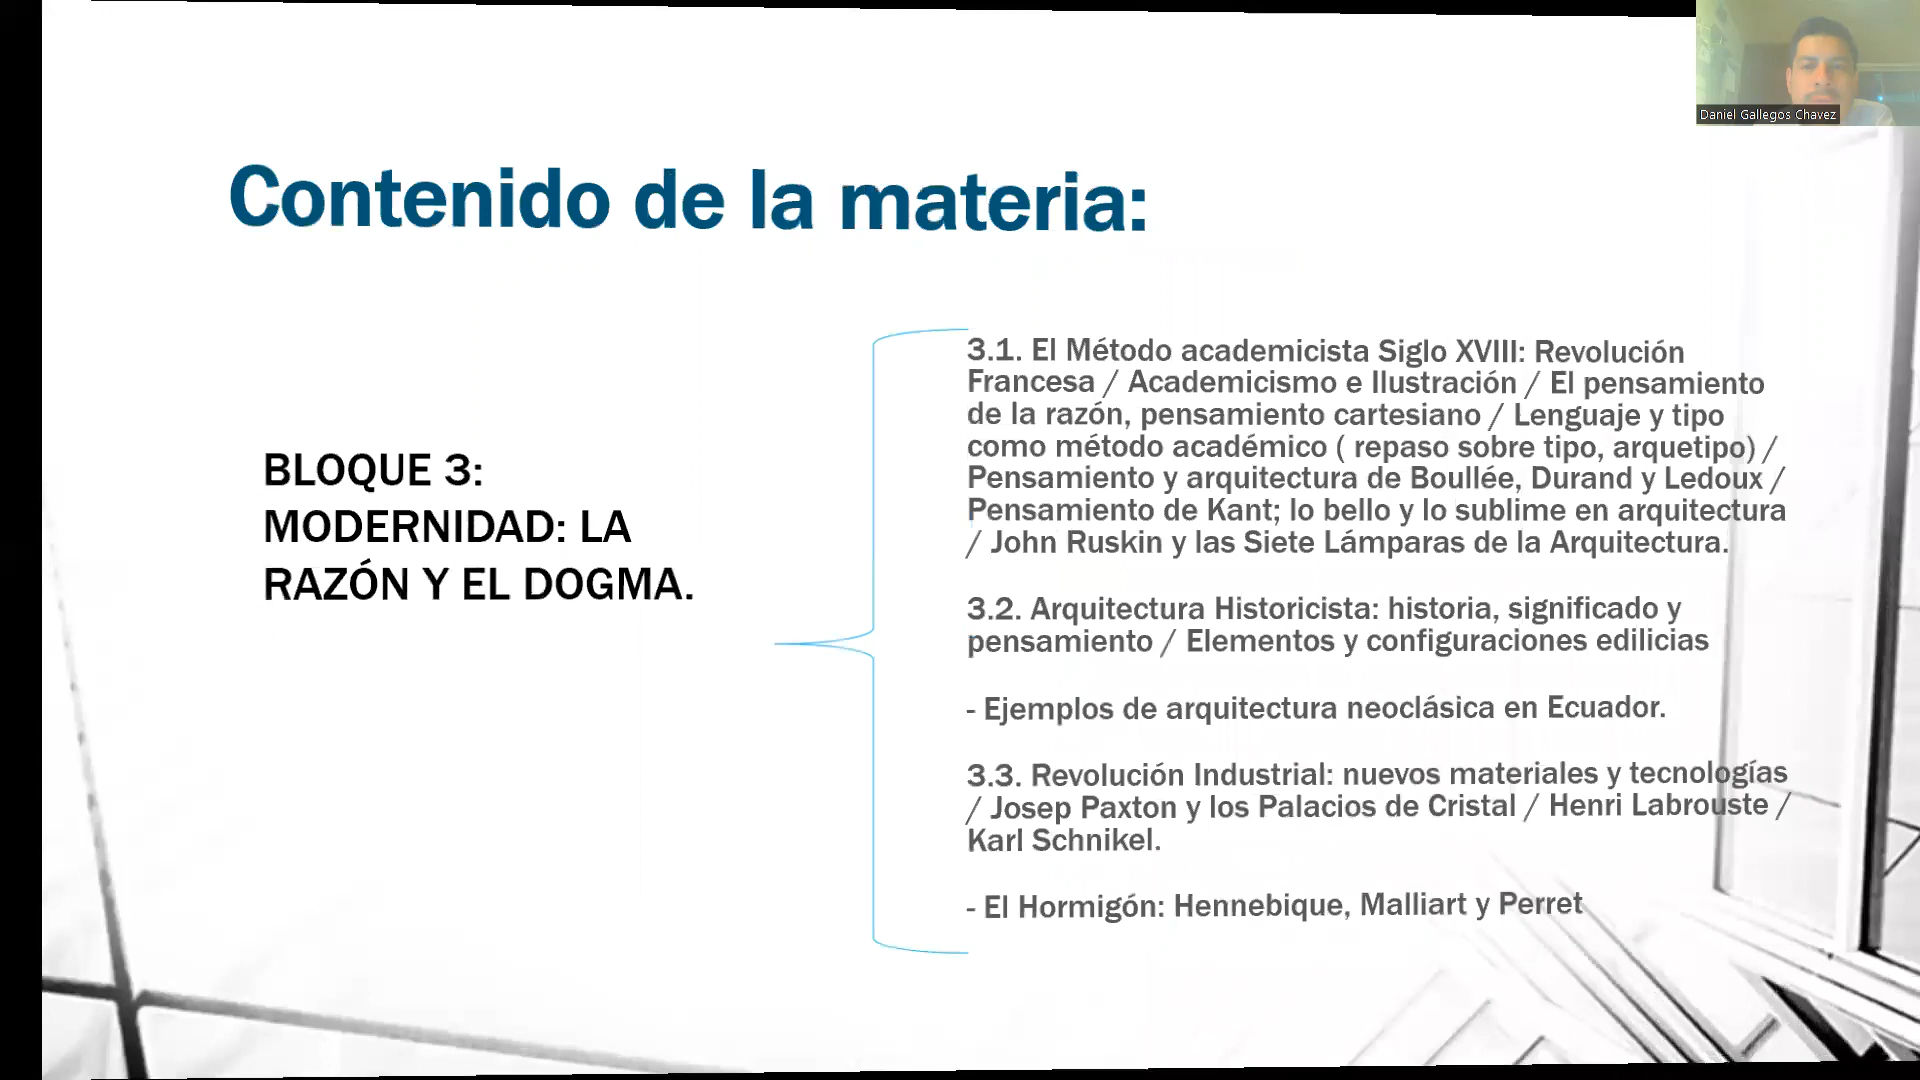 Daniel Gallegos Chavez
Contenido de la materia:
BLOQUE 3:
MODERNIDAD: LA
RAZÓN Y EL DOGMA.
3.1. El Método academicista Siglo XVIII: Revolución
Francesa / Academicismo e Ilustración / El pensamiento
de la razón, pensamiento cartesiano / Lenguaje y tipo
como método académico ( repaso sobre tipo, arquetipo) /
Pensamiento y arquitectura de Boullée, Durand y Ledoux /
Pensamiento de Kant; lo bello y lo sublime en arquitectura
/ John Ruskin y las Siete Lámparas de la Arquitectura.
3.2. Arquitectura Historicista: historia, significado y
pensamiento / Elementos y configuraciones edilicias
- Ejemplos de arquitectura neoclásica en Ecuador.
3.3. Revolución Industrial: nuevos materiales y tecnologías
/ Josep Paxton y los Palacios de Cristal / Henri Labrouste /
Karl Schnikel.
- El Hormigón: Hennebique, Malliart y Perret